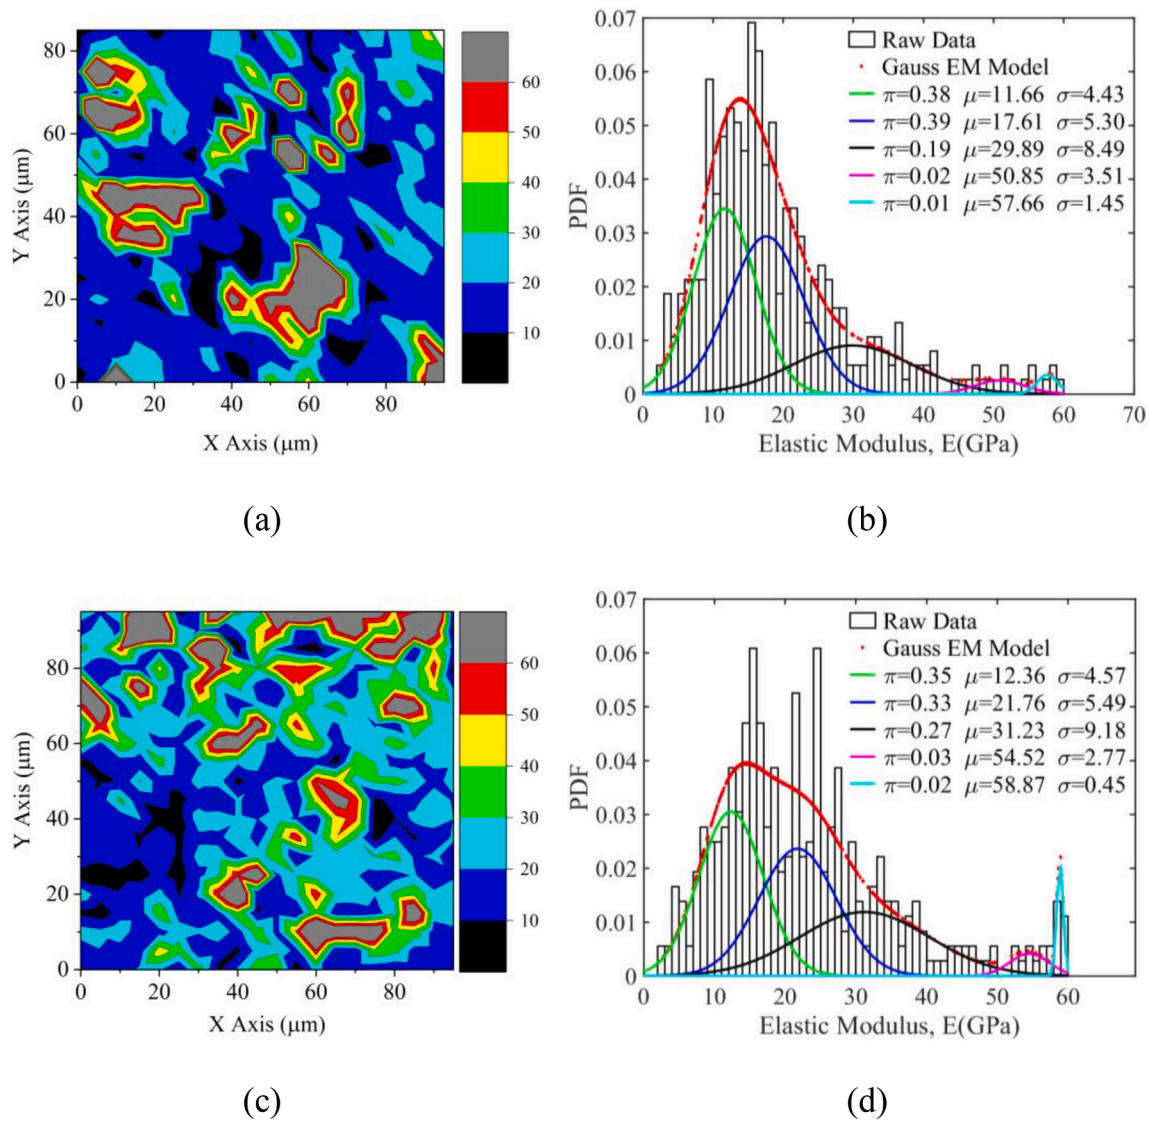 80
60
40
20
0
0 20 40 60 80
Y Axis (μm)
X Axis (μm)
60
50
40
30
20
10
(a)
0.07
0.06
0.05
0.04
0.03
0.02
0.01
0
0 10 20 30 40 50 60 70
PDF
Elastic Modulus, E(GPa)
Raw Data
Gauss EM Model
π=0.38 μ=11.66 σ=4.43
π=0.39 μ=17.61 σ=5.30
π=0.19 μ=29.89 σ=8.49
π=0.02 μ=50.85 σ=3.51
π=0.01 μ=57.66 σ=1.45
(b)
80
60
40
20
0
0 20 40 60 80
Y Axis (μm)
X Axis (μm)
60
50
40
30
20
10
(c)
0.07
0.06
0.05
0.04
0.03
0.02
0.01
0
0 10 20 30 40 50 60
PDF
Elastic Modulus, E(GPa)
Raw Data
Gauss EM Model
π=0.35 μ=12.36 σ=4.57
π=0.33 μ=21.76 σ=5.49
π=0.27 μ=31.23 σ=9.18
π=0.03 μ=54.52 σ=2.77
π=0.02 μ=58.87 σ=0.45
(d)